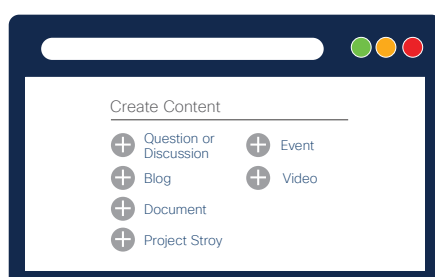 Create Content
Question or
Discussion
Blog
Document
Project Stroy
Event
Video